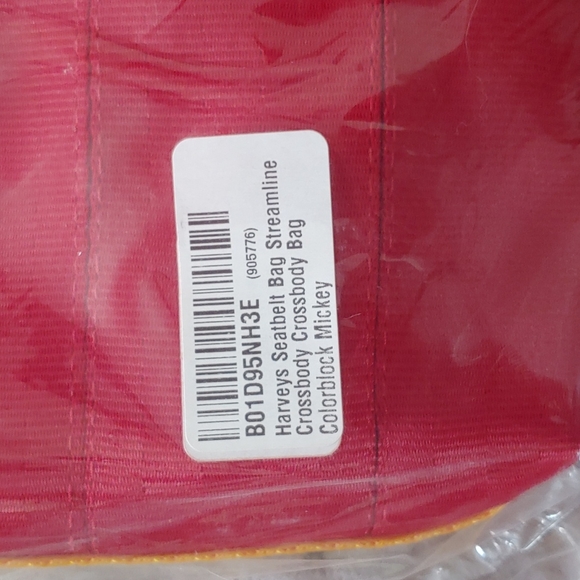 B01D95NH3E (905776)
Harveys Seatbelt Bag Streamline
Crossbody Crossbody Bag
Colorblock Mickey